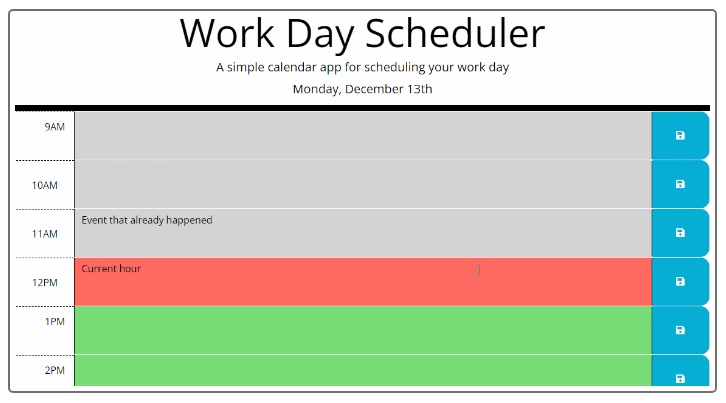 Work Day Scheduler
A simple calendar app for scheduling your work day
Monday, December 13th
9AM
10AM
11AM
Event that already happened
12PM
Current hour
1PM
2PM